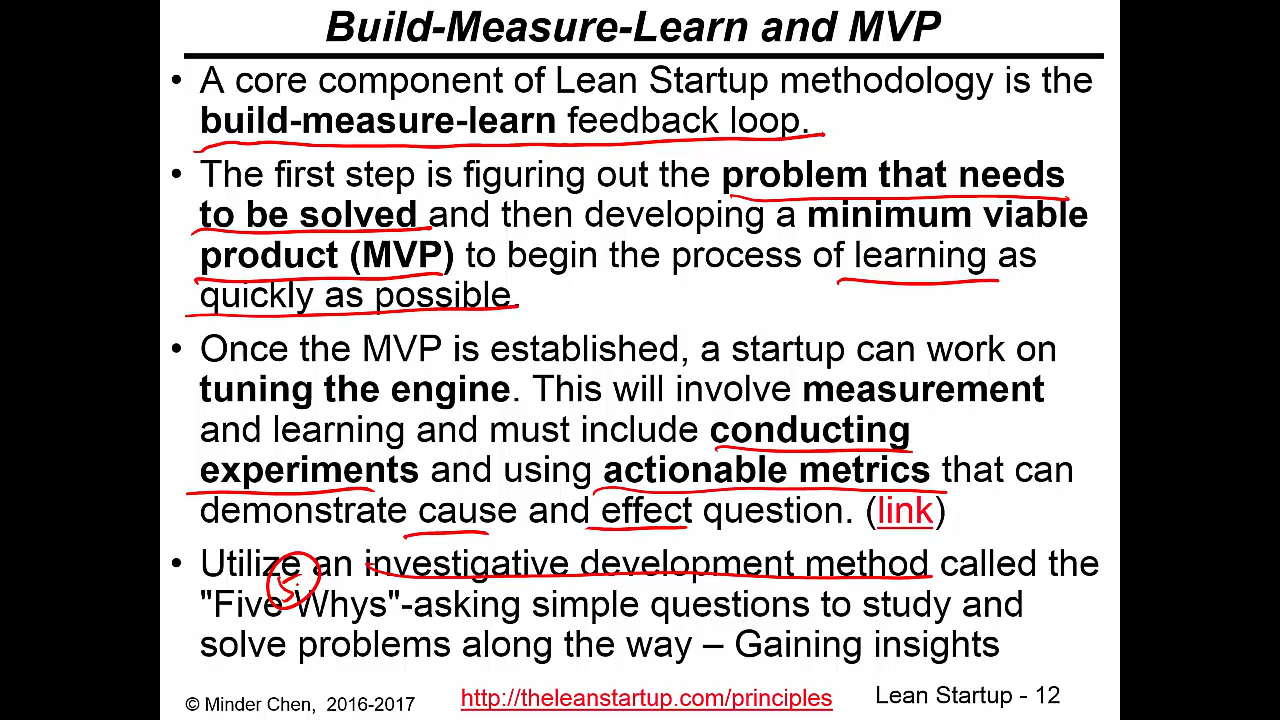 Build-Measure-Learn and MVP
• A core component of Lean Startup methodology is the
build-measure-learn feedback loop.
• The first step is figuring out the problem that needs
to be solved and then developing a minimum viable
product (MVP) to begin the process of learning as
quickly as possible.
• Once the MVP is established, a startup can work on
tuning the engine. This will involve measurement
and learning and must include conducting
experiments and using actionable metrics that can
demonstrate cause and effect question. (link)
• Utilize an investigative development method called the
5
"Five Whys"-asking simple questions to study and
solve problems along the way – Gaining insights
© Minder Chen, 2016-2017 http://theleanstartup.com/principles Lean Startup - 12